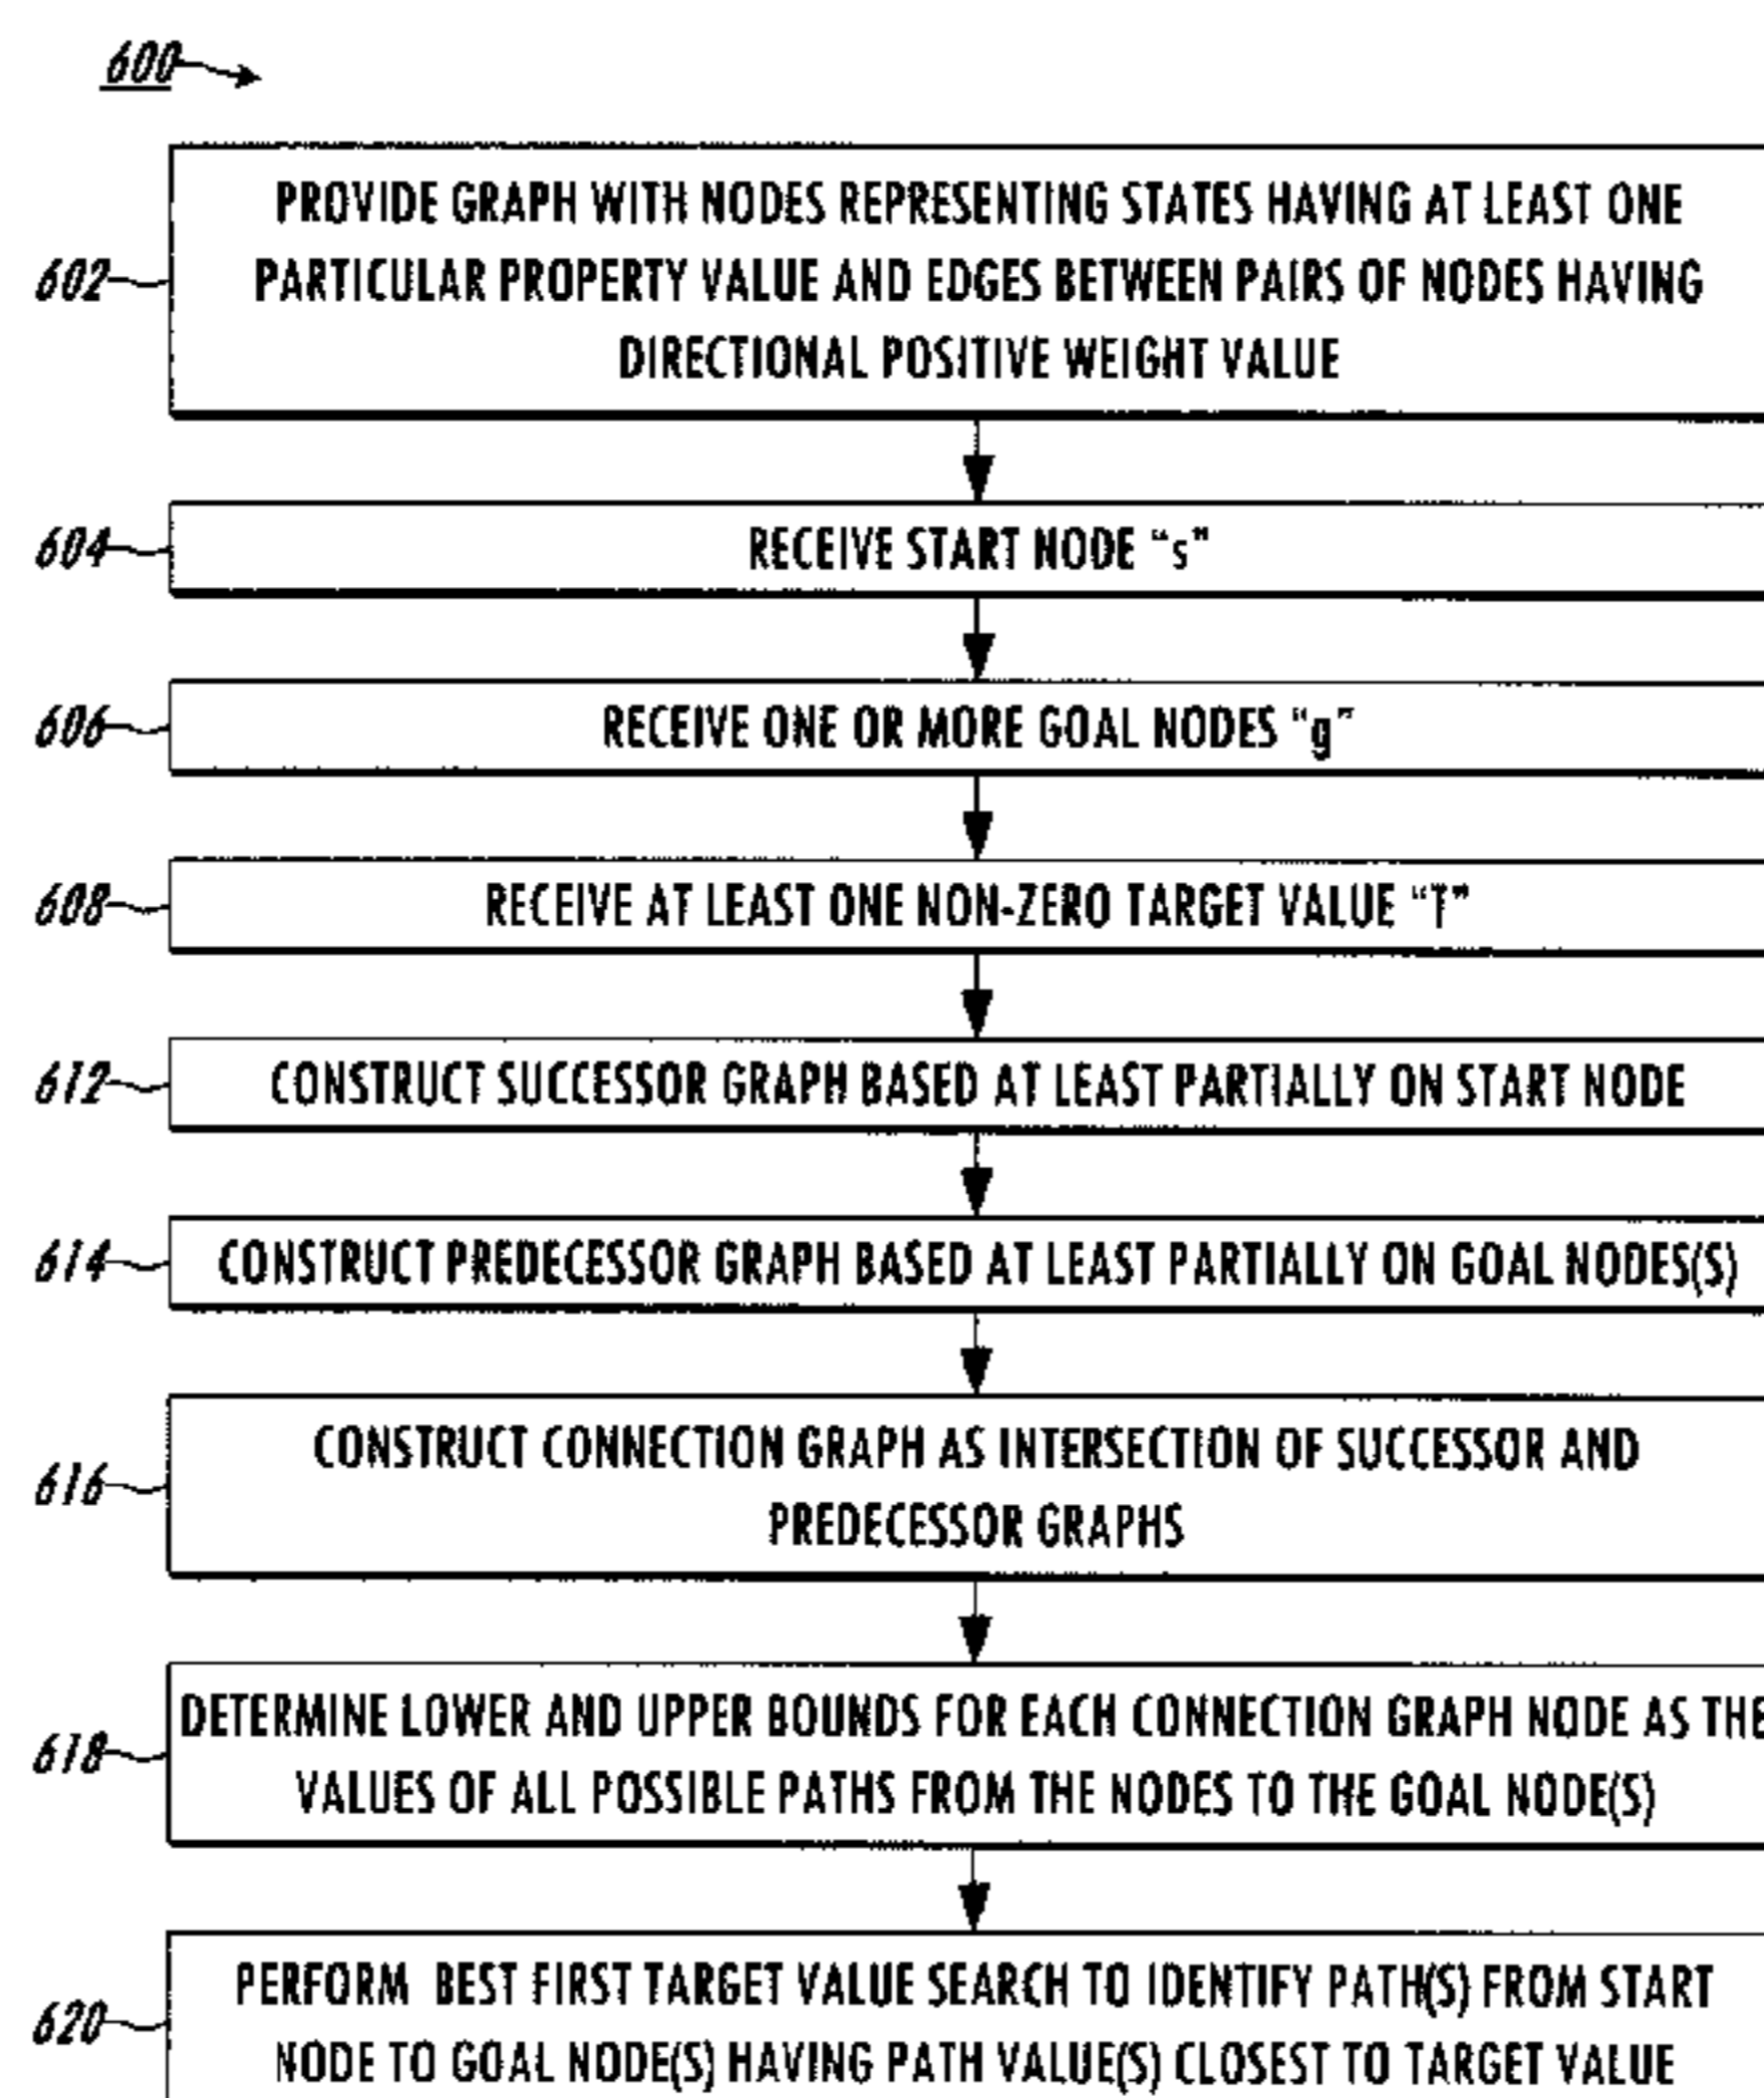 600
PROVIDE GRAPH WITH NODES REPRESENTING STATES HAVING AT LEAST ONE
602 PARTICULAR PROPERTY VALUE AND EDGES BETWEEN PAIRS OF NODES HAVING
DIRECTIONAL POSITIVE WEIGHT VALUE
604 RECEIVE START NODE "s"
606 RECEIVE ONE OR MORE GOAL NODES "g"
608 RECEIVE AT LEAST ONE NON-ZERO TARGET VALUE "T"
612 CONSTRUCT SUCCESSOR GRAPH BASED AT LEAST PARTIALLY ON START NODE
614 CONSTRUCT PREDECESSOR GRAPH BASED AT LEAST PARTIALLY ON GOAL NODES(S)
616 CONSTRUCT CONNECTION GRAPH AS INTERSECTION OF SUCCESSOR AND
PREDECESSOR GRAPHS
618 DETERMINE LOWER AND UPPER BOUNDS FOR EACH CONNECTION GRAPH NODE AS THE
VALUES OF ALL POSSIBLE PATHS FROM THE NODES TO THE GOAL NODE(S)
620 PERFORM BEST FIRST TARGET VALUE SEARCH TO IDENTIFY PATH(S) FROM START
NODE TO GOAL NODE(S) HAVING PATH VALUE(S) CLOSEST TO TARGET VALUE